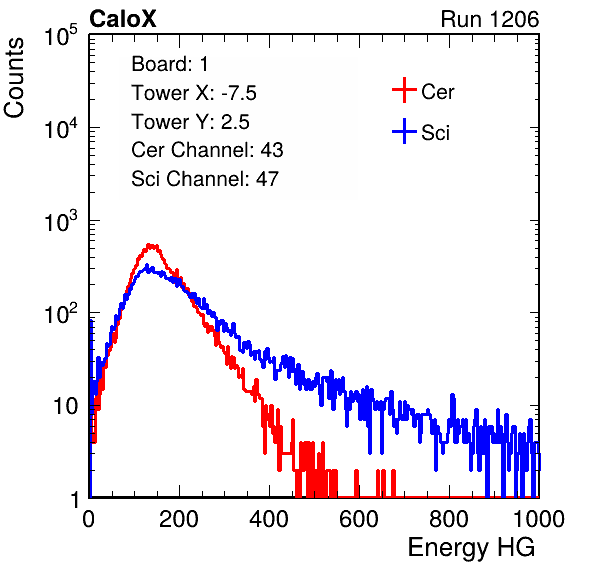 CaloX Run 1206
Counts
10^5
10^4
10^3
10^2
10
1
Board: 1
Tower X: -7.5
Tower Y: 2.5
Cer Channel: 43
Sci Channel: 47
Cer
Sci
0 200 400 600 800 1000
Energy HG